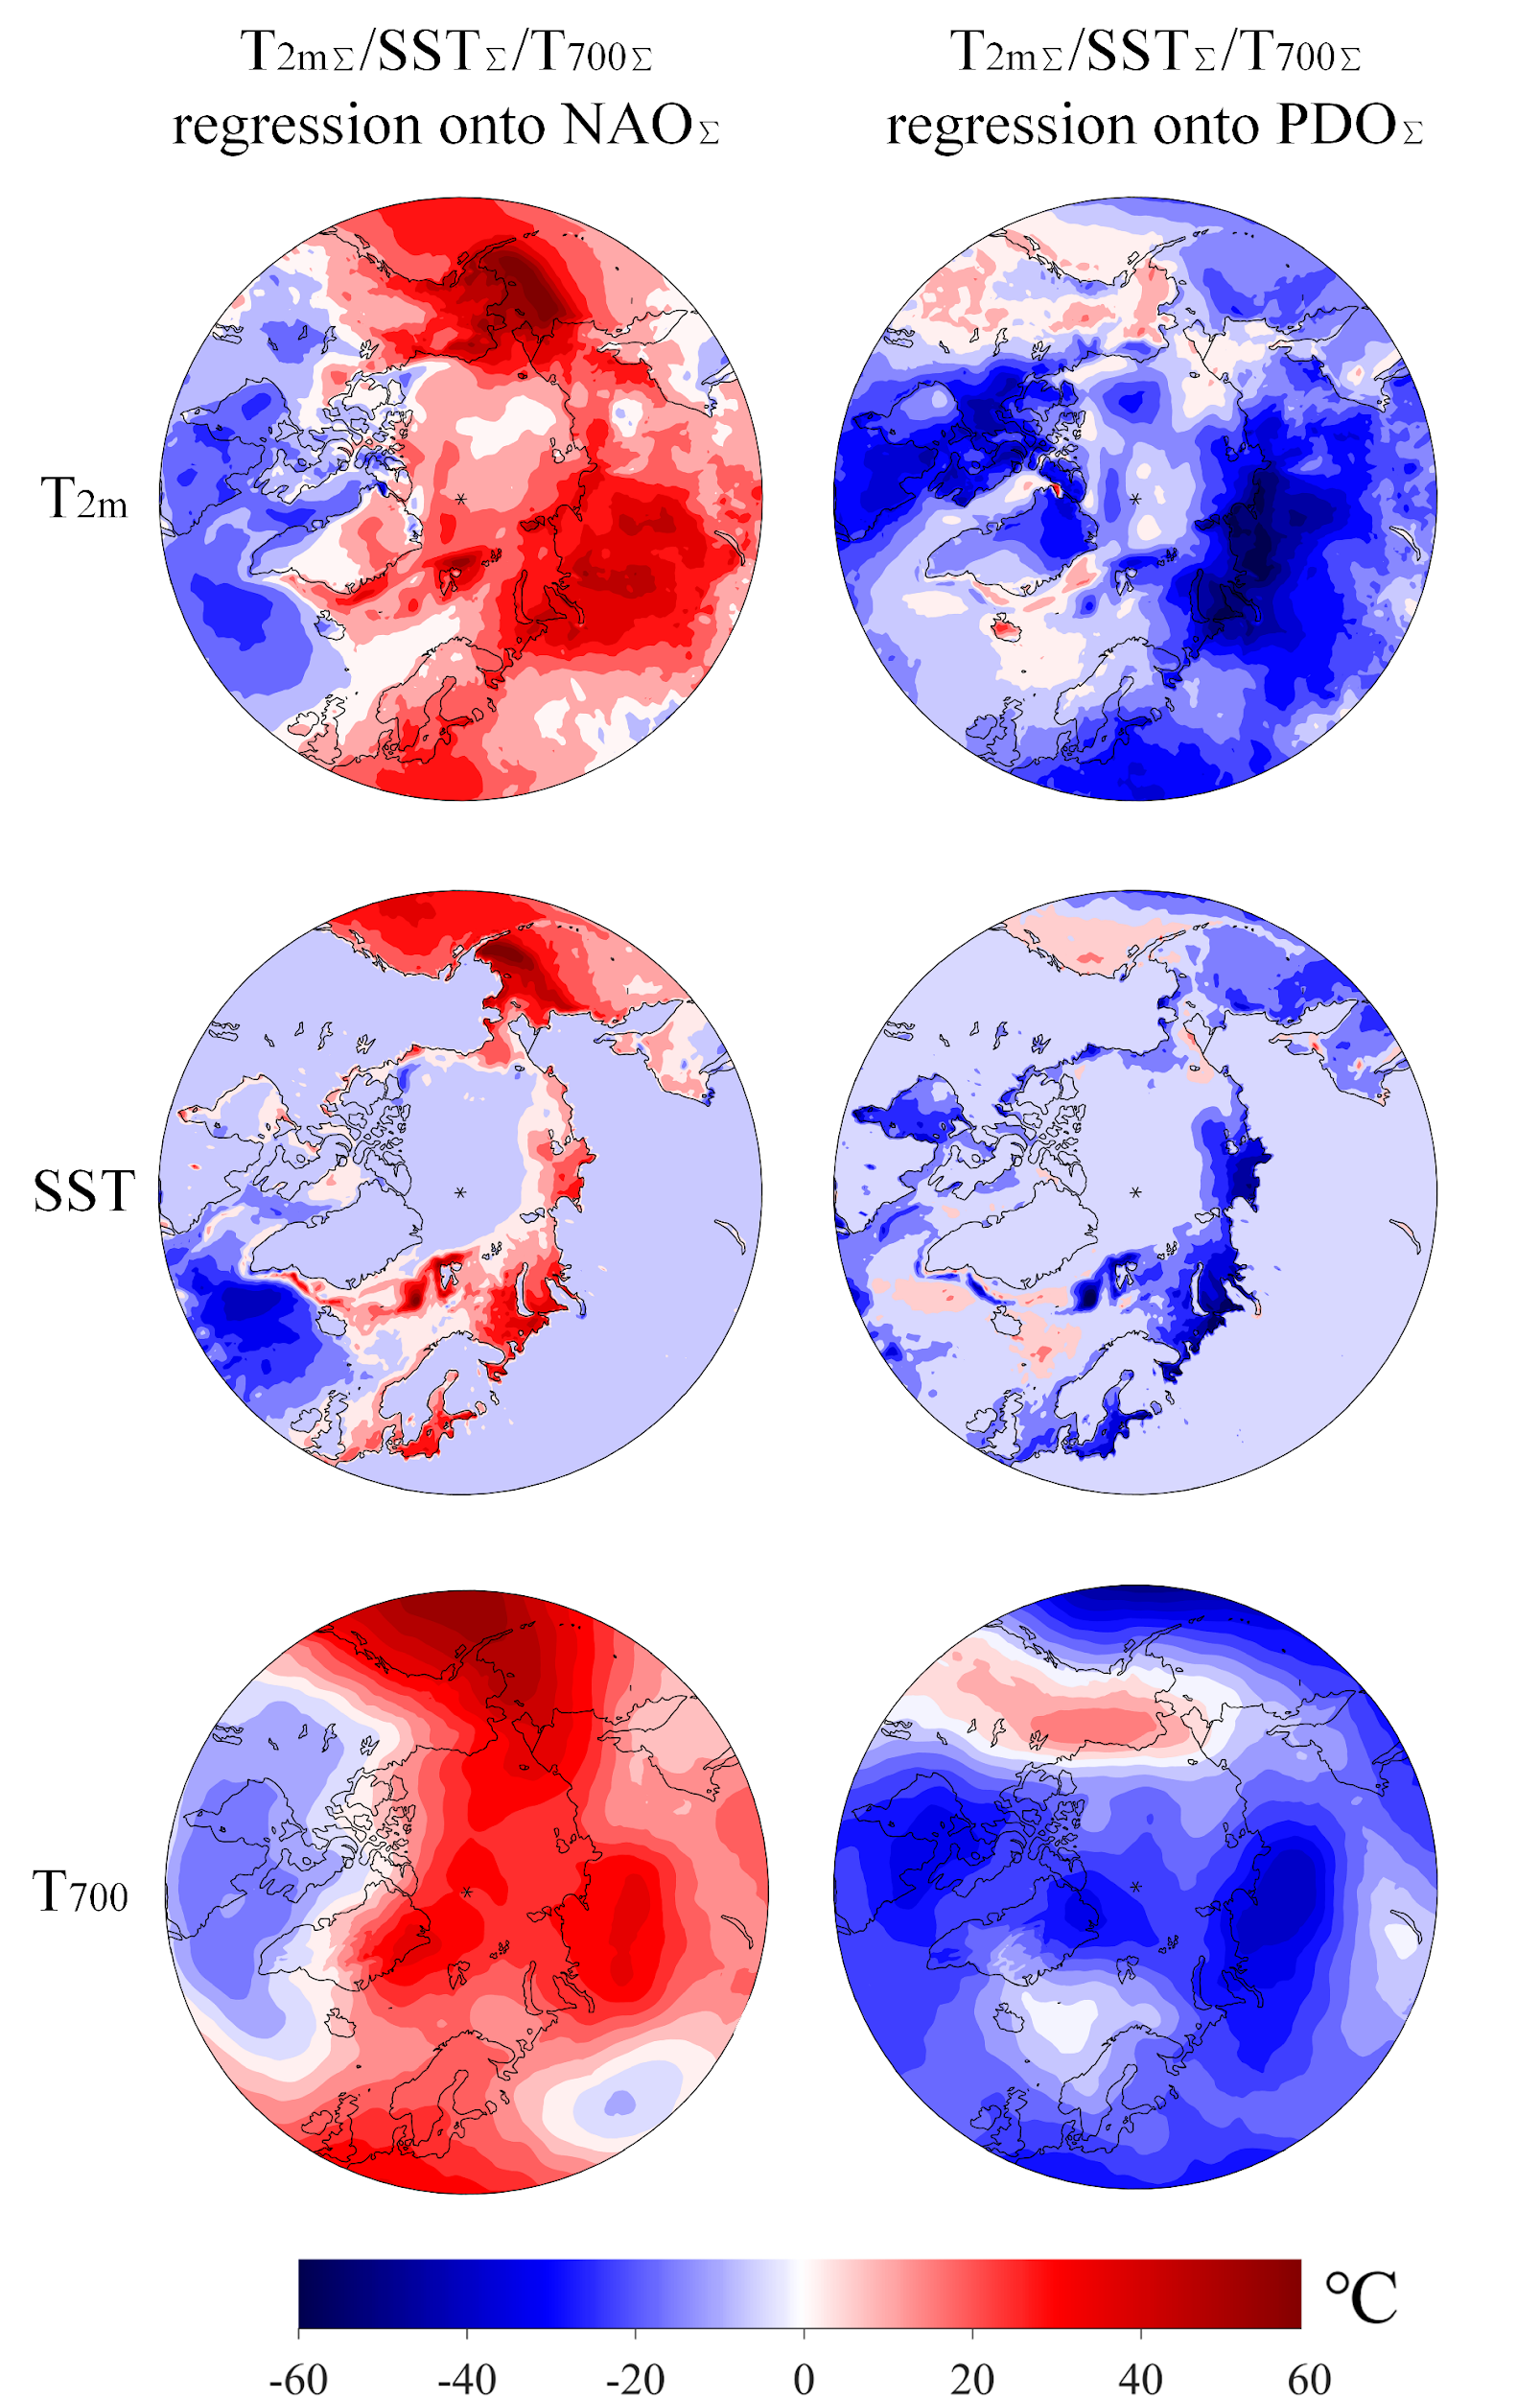 T2mΣ/SSTΣ/T700Σ
regression onto NAOΣ
T2mΣ/SSTΣ/T700Σ
regression onto PDOΣ
T2m
SST
T700
°C
-60 -40 -20 0 20 40 60